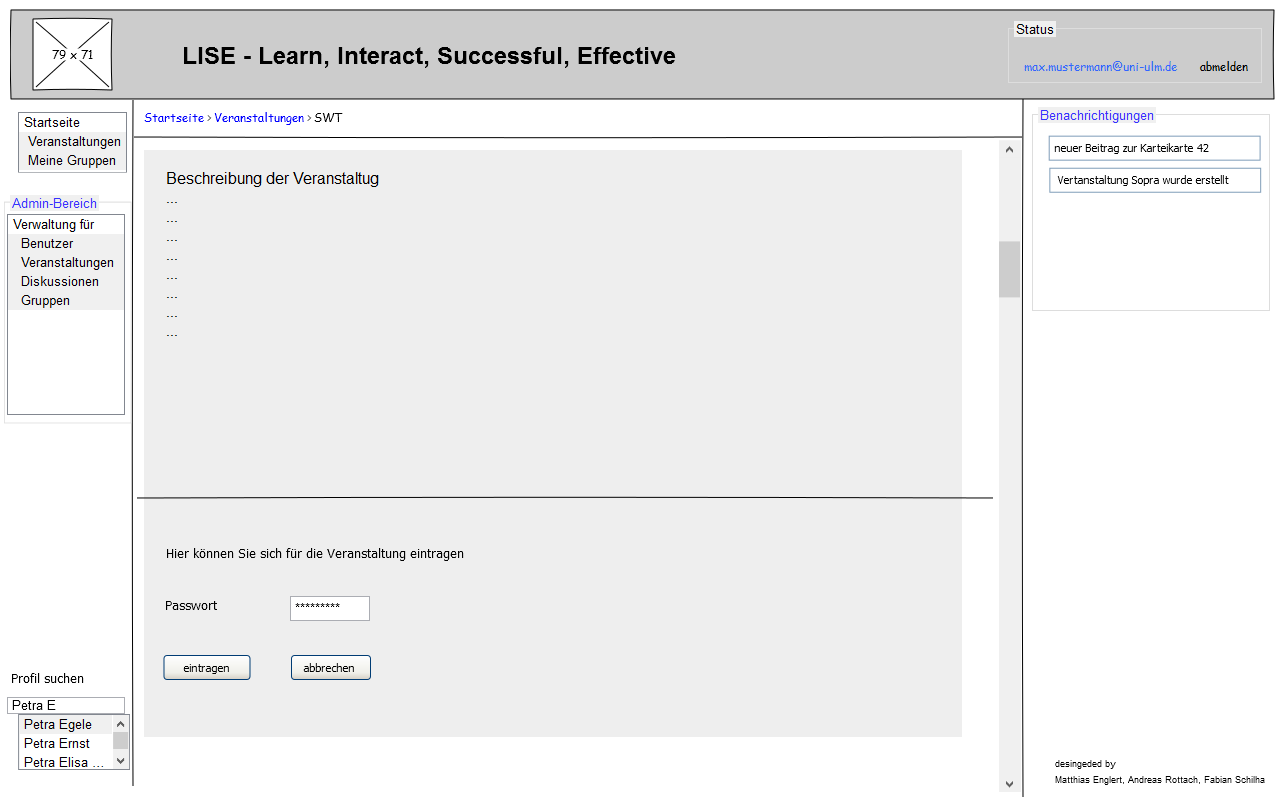 79 x 71
LISE - Learn, Interact, Successful, Effective
Status
max.mustermann@uni-ulm.de abmelden
Startseite
Veranstaltungen
Meine Gruppen
Admin-Bereich
Verwaltung für
Benutzer
Veranstaltungen
Diskussionen
Gruppen
Profil suchen
Petra E
Petra Egele
Petra Ernst
Petra Elisa ...
Startseite > Veranstaltungen > SWT
Beschreibung der Veranstaltug
...
...
...
...
...
...
...
...
Hier können Sie sich für die Veranstaltung eintragen
Passwort *********
eintragen abbrechen
Benachrichtigungen
neuer Beitrag zur Karteikarte 42
Vertanstaltung Sopra wurde erstellt
desingeded by
Matthias Englert, Andreas Rottach, Fabian Schilha